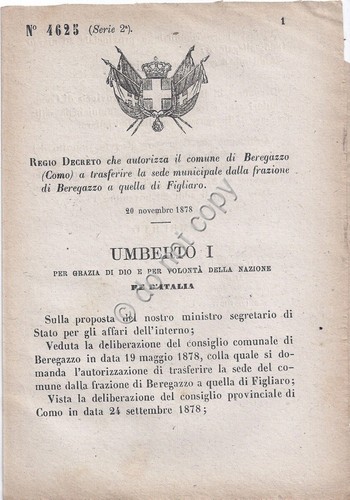 1
N° 4625 (Serie 2ª).
REGIO DECRETO che autorizza il comune di Beregazzo
(Como) a trasferire la sede municipale dalla frazione
di Beregazzo a quella di Figliaro.
20 novembre 1878
UMBERTO I
PER GRAZIA DI DIO E PER VOLONTÀ DELLA NAZIONE
RE D'ITALIA
Sulla proposta del nostro ministro segretario di
Stato per gli affari dell'interno;
Veduta la deliberazione del consiglio comunale di
Beregazzo in data 19 maggio 1878, colla quale si do-
manda l'autorizzazione di trasferire la sede del co-
mune dalla frazione di Beregazzo a quella di Figliaro;
Vista la deliberazione del consiglio provinciale di
Como in data 24 settembre 1878;
© do not copy